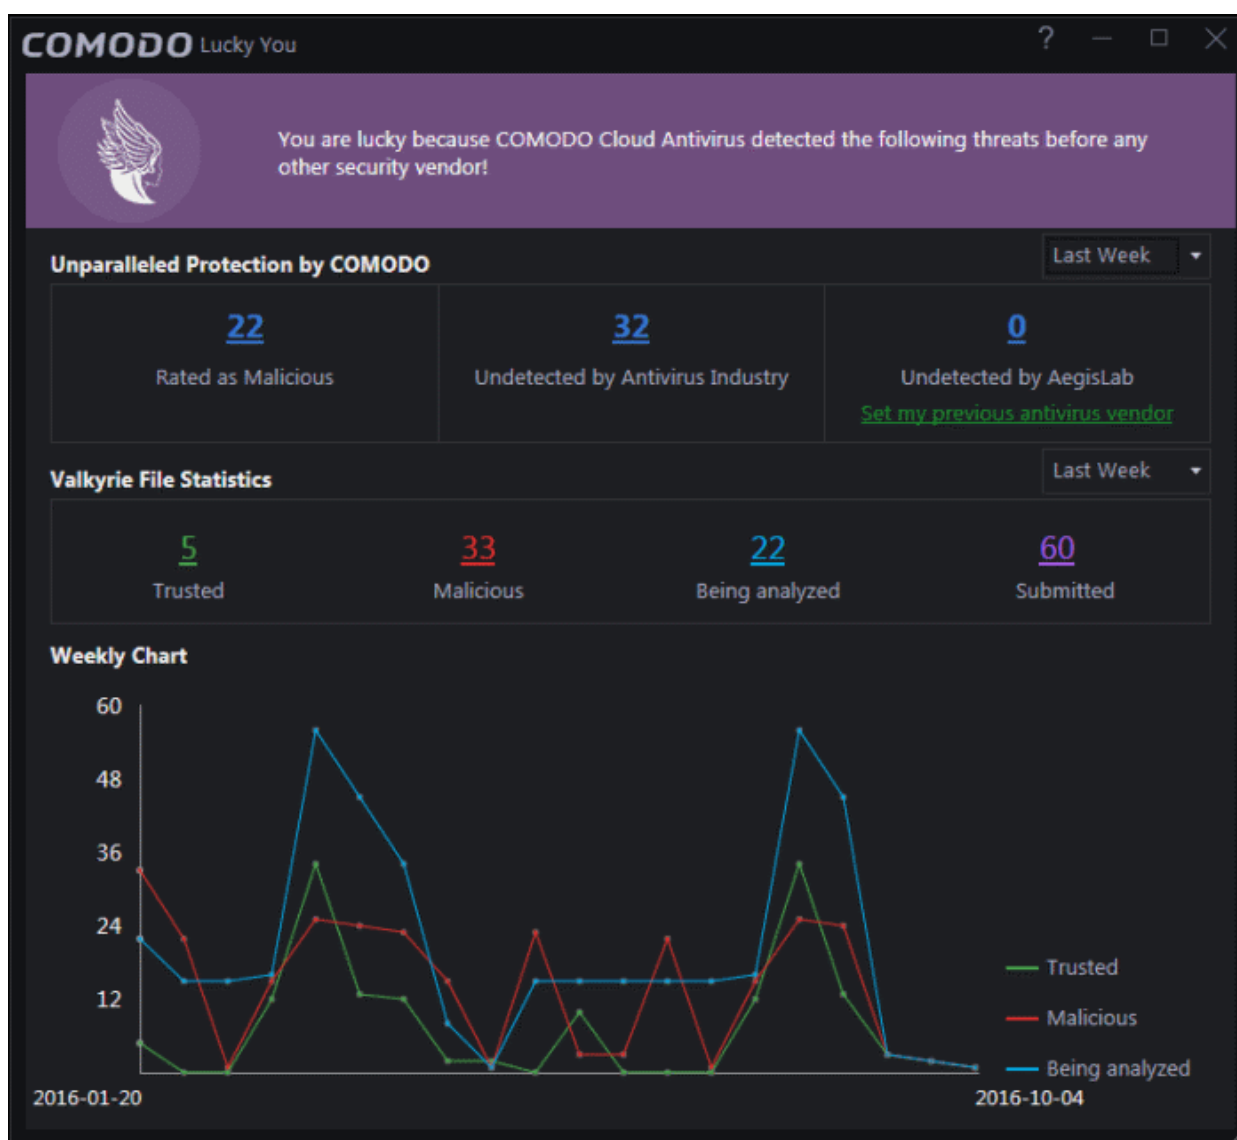 COMODO Lucky You ?
You are lucky because COMODO Cloud Antivirus detected the following threats before any
other security vendor!
Unparalleled Protection by COMODO
Last Week
22
Rated as Malicious
32
Undetected by Antivirus Industry
0
Undetected by AegisLab
Set my previous antivirus vendor
Valkyrie File Statistics
Last Week
5
Trusted
33
Malicious
22
Being analyzed
60
Submitted
Weekly Chart
60
48
36
24
12
Trusted
Malicious
Being analyzed
2016-01-20
2016-10-04